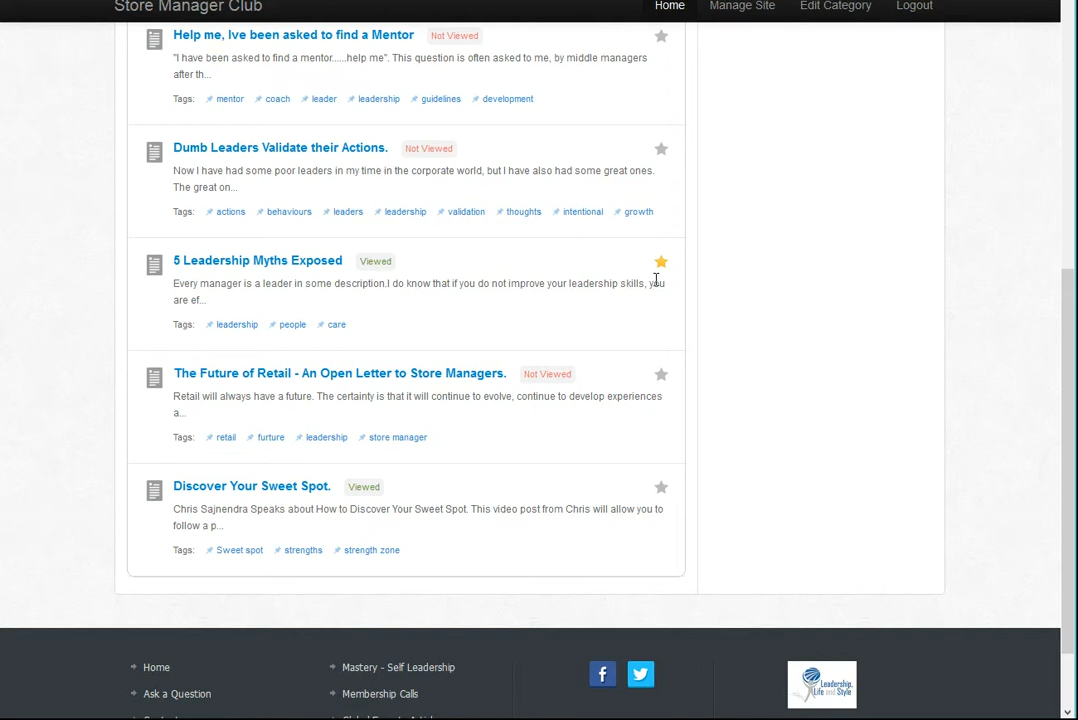 Store Manager Club
Home Manage Site Edit Category Logout
Help me, Ive been asked to find a Mentor Not Viewed
"I have been asked to find a mentor......help me". This question is often asked to me, by middle managers
after th...
Tags: mentor coach leader leadership guidelines development
Dumb Leaders Validate their Actions. Not Viewed
Now I have had some poor leaders in my time in the corporate world, but I have also had some great ones.
The great on...
Tags: actions behaviours leaders leadership validation thoughts intentional growth
5 Leadership Myths Exposed Viewed
Every manager is a leader in some description.I do know that if you do not improve your leadership skills, you
are ef...
Tags: leadership people care
The Future of Retail - An Open Letter to Store Managers. Not Viewed
Retail will always have a future. The certainty is that it will continue to evolve, continue to develop experiences
a...
Tags: retail furture leadership store manager
Discover Your Sweet Spot. Viewed
Chris Sajnendra Speaks about How to Discover Your Sweet Spot. This video post from Chris will allow you to
follow a p...
Tags: Sweet spot strengths strength zone
Home Mastery - Self Leadership
Leadership,
Life and Style
Ask a Question Membership Calls